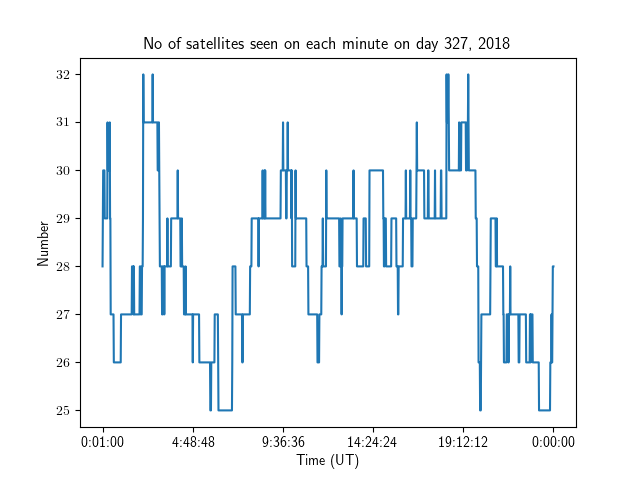 No of satellites seen on each minute on day 327, 2018
32
31
30
29
28
27
26
25
Number
0:01:00 4:48:48 9:36:36 14:24:24 19:12:12 0:00:00
Time (UT)